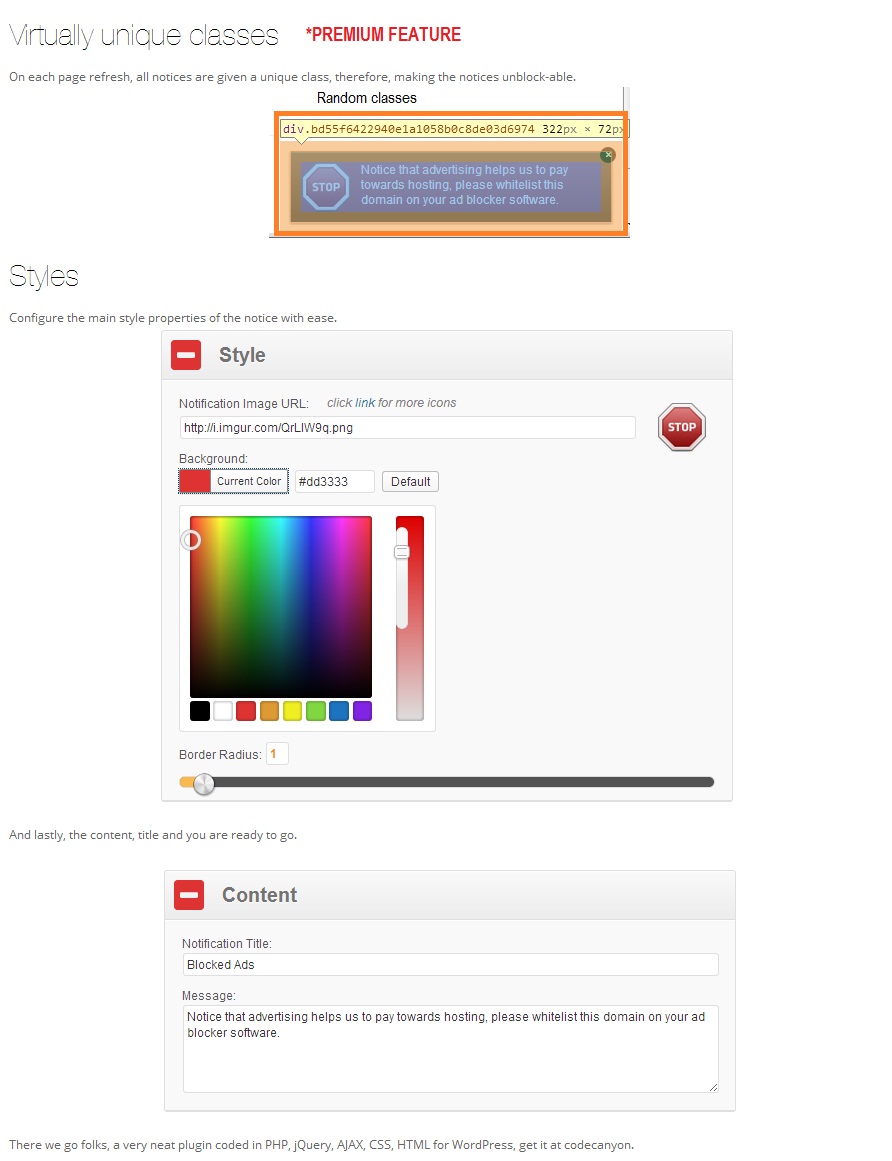 Virtually unique classes *PREMIUM FEATURE
On each page refresh, all notices are given a unique class, therefore, making the notices unblock-able.
Random classes
div.bd55f6422940e1a1058b0c8de03d6974 322px × 72px
STOP
Notice that advertising helps us to pay
towards hosting, please whitelist this
domain on your ad blocker software.
Styles
Configure the main style properties of the notice with ease.
Style
Notification Image URL: click link for more icons
http://i.imgur.com/QrLIW9q.png
STOP
Background:
Current Color #dd3333 Default
Border Radius: 1
And lastly, the content, title and you are ready to go.
Content
Notification Title:
Blocked Ads
Message:
Notice that advertising helps us to pay towards hosting, please whitelist this domain on your ad
blocker software.
There we go folks, a very neat plugin coded in PHP, jQuery, AJAX, CSS, HTML for WordPress, get it at codecanyon.